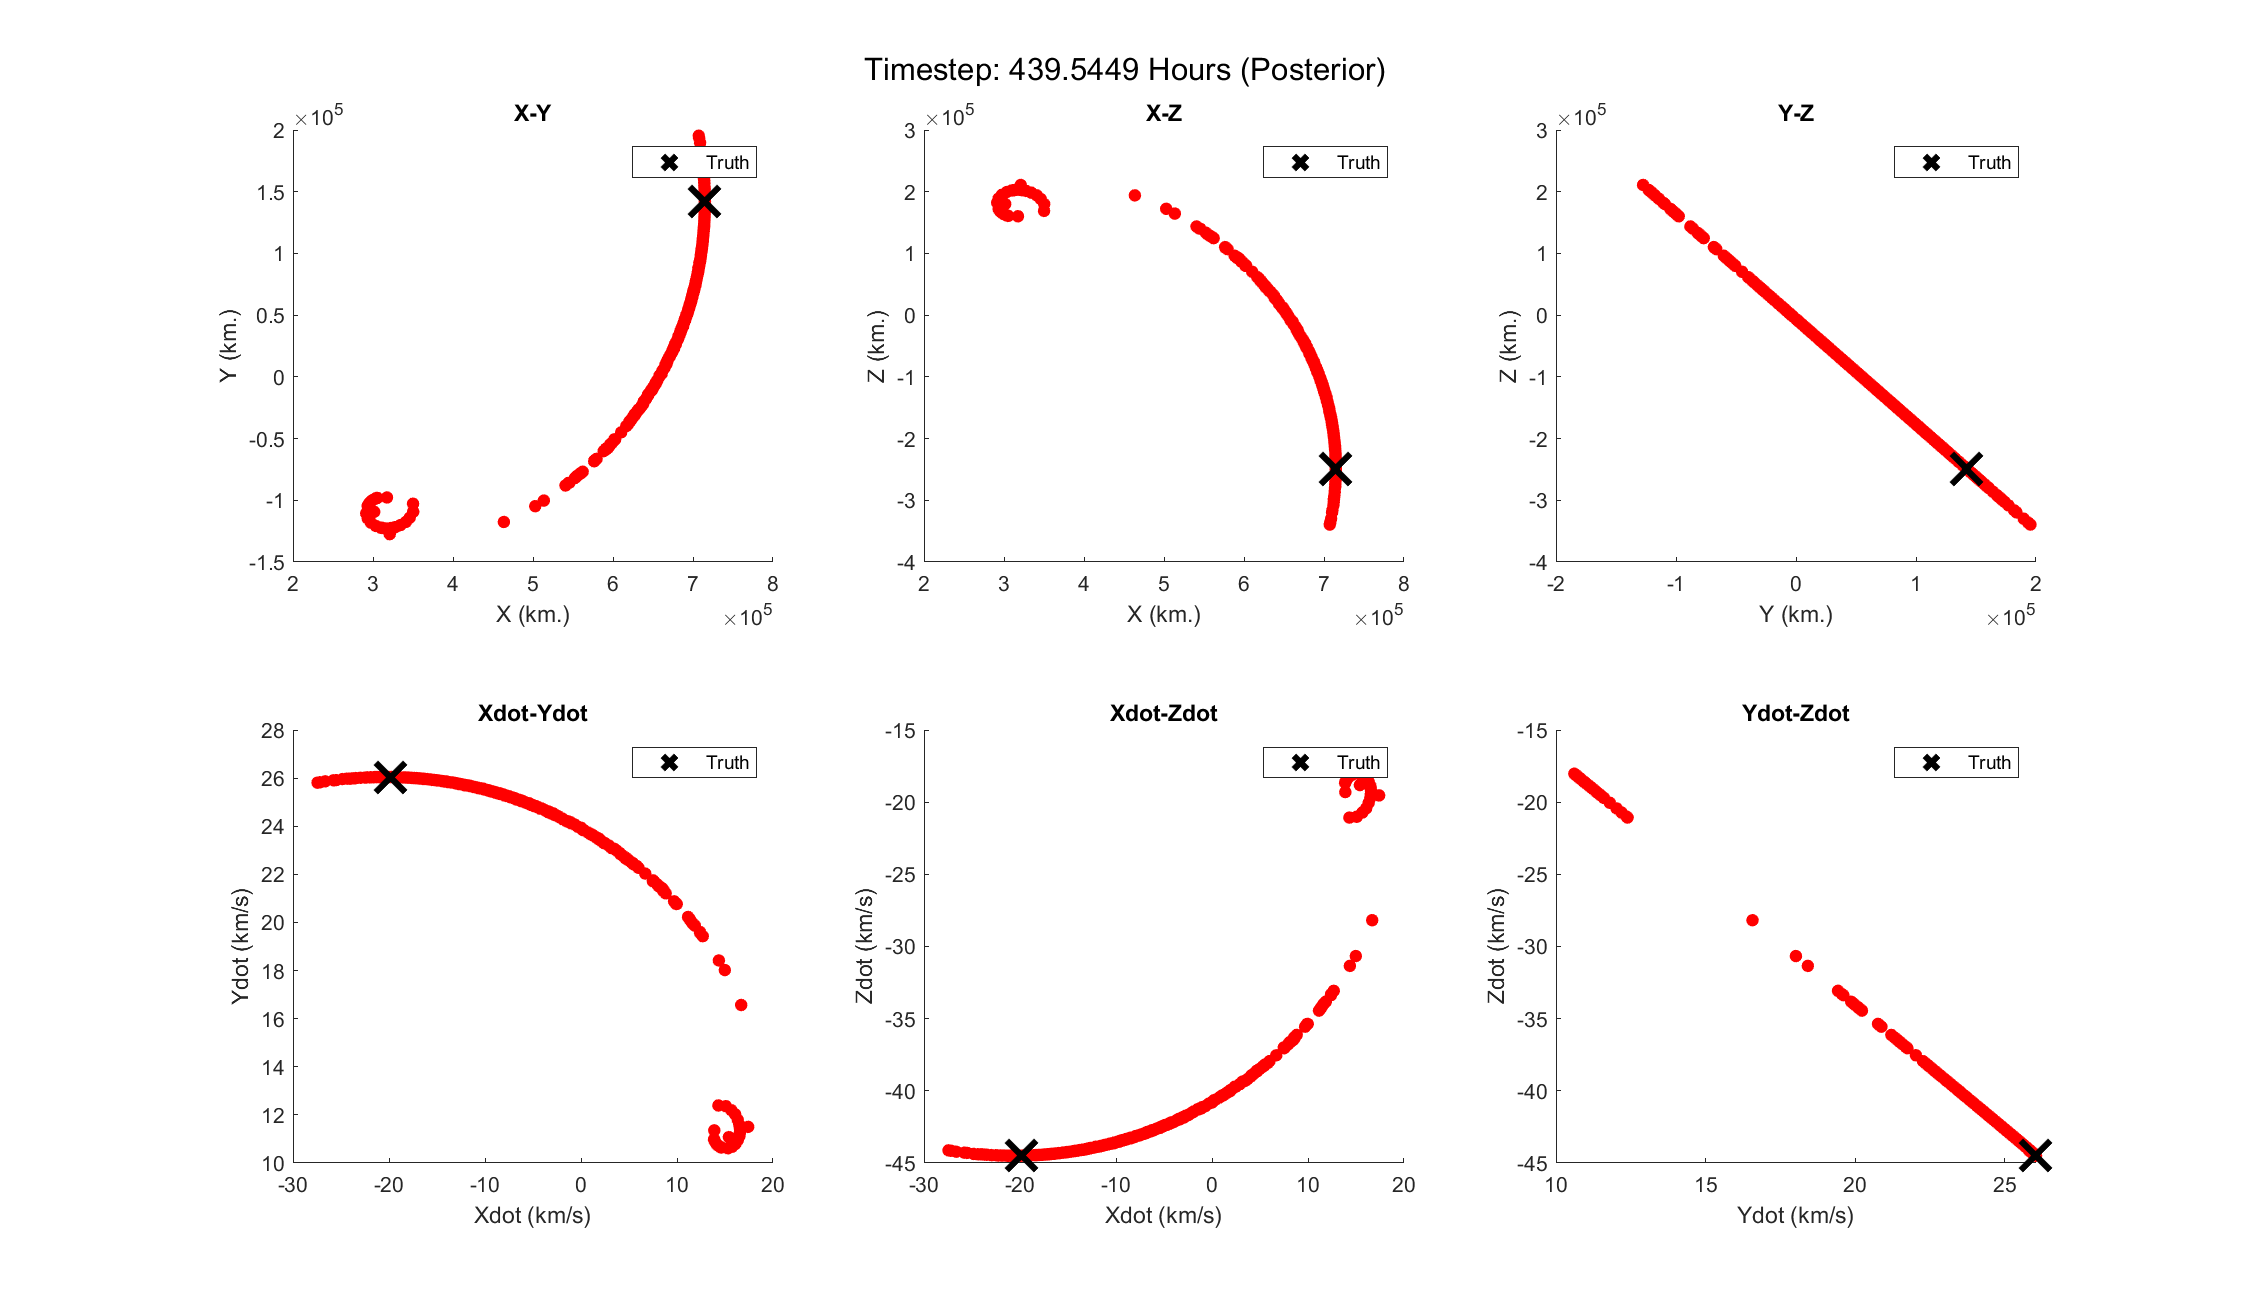 Timestep: 439.5449 Hours (Posterior)
X-Y
×10^5
2
1.5
1
0.5
0
-0.5
-1
-1.5
Y (km.)
Truth
2 3 4 5 6 7 8
X (km.)
×10^5
X-Z
×10^5
3
2
1
0
-1
-2
-3
-4
Z (km.)
Truth
2 3 4 5 6 7 8
X (km.)
×10^5
Y-Z
×10^5
3
2
1
0
-1
-2
-3
-4
Z (km.)
Truth
-2 -1 0 1 2
Y (km.)
×10^5
Xdot-Ydot
28
26
24
22
20
18
16
14
12
10
Ydot (km/s)
Truth
-30 -20 -10 0 10 20
Xdot (km/s)
Xdot-Zdot
-15
-20
-25
-30
-35
-40
-45
Zdot (km/s)
Truth
-30 -20 -10 0 10 20
Xdot (km/s)
Ydot-Zdot
-15
-20
-25
-30
-35
-40
-45
Zdot (km/s)
Truth
10 15 20 25
Ydot (km/s)